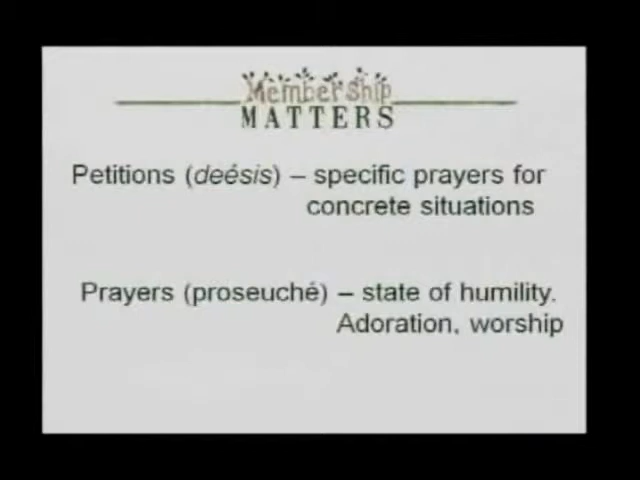 Membership
MATTERS
Petitions (deésis) – specific prayers for
concrete situations
Prayers (proseuché) – state of humility.
Adoration, worship